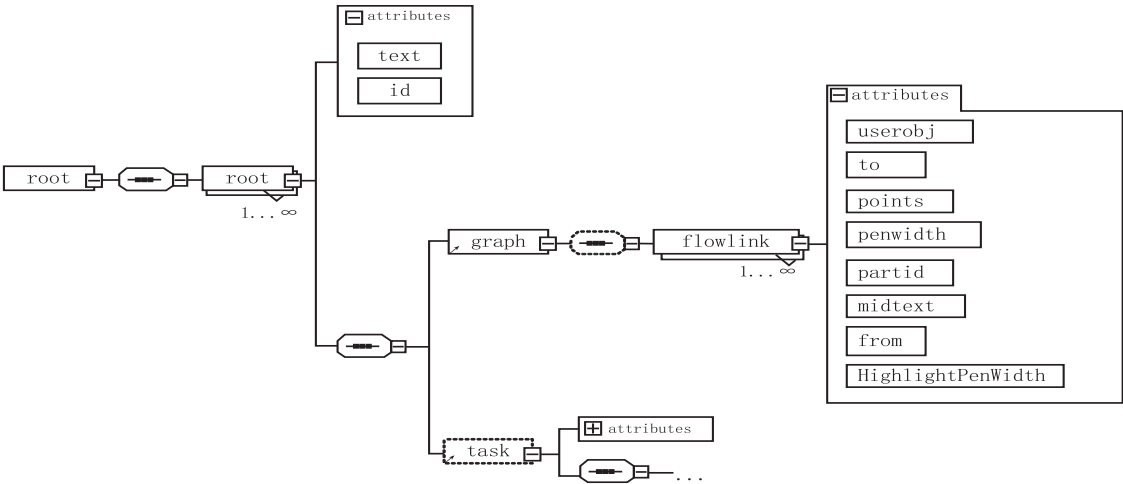 attributes
text
id
root
root
1...∞
graph
flowlink
1...∞
attributes
userobj
to
points
penwidth
partid
midtext
from
HighlightPenWidth
task
attributes
...